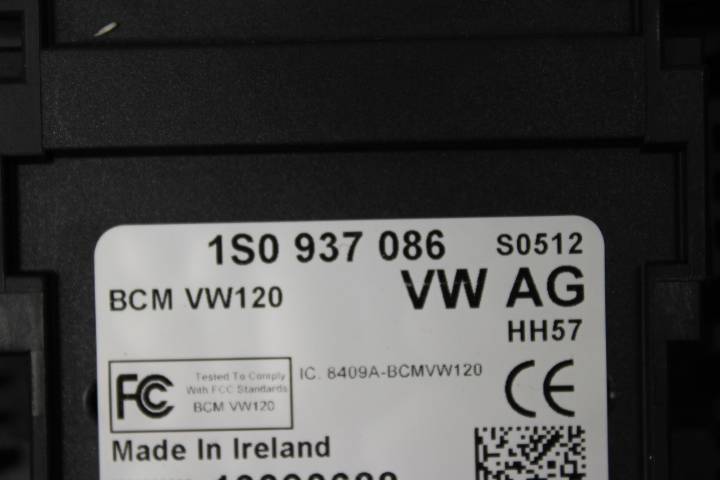 1S0 937 086 S0512
BCM VW120 VW AG
HH57
FC Tested To Comply
With FCC Standards
BCM VW120
IC. 8409A-BCMVW120
CE
Made In Ireland